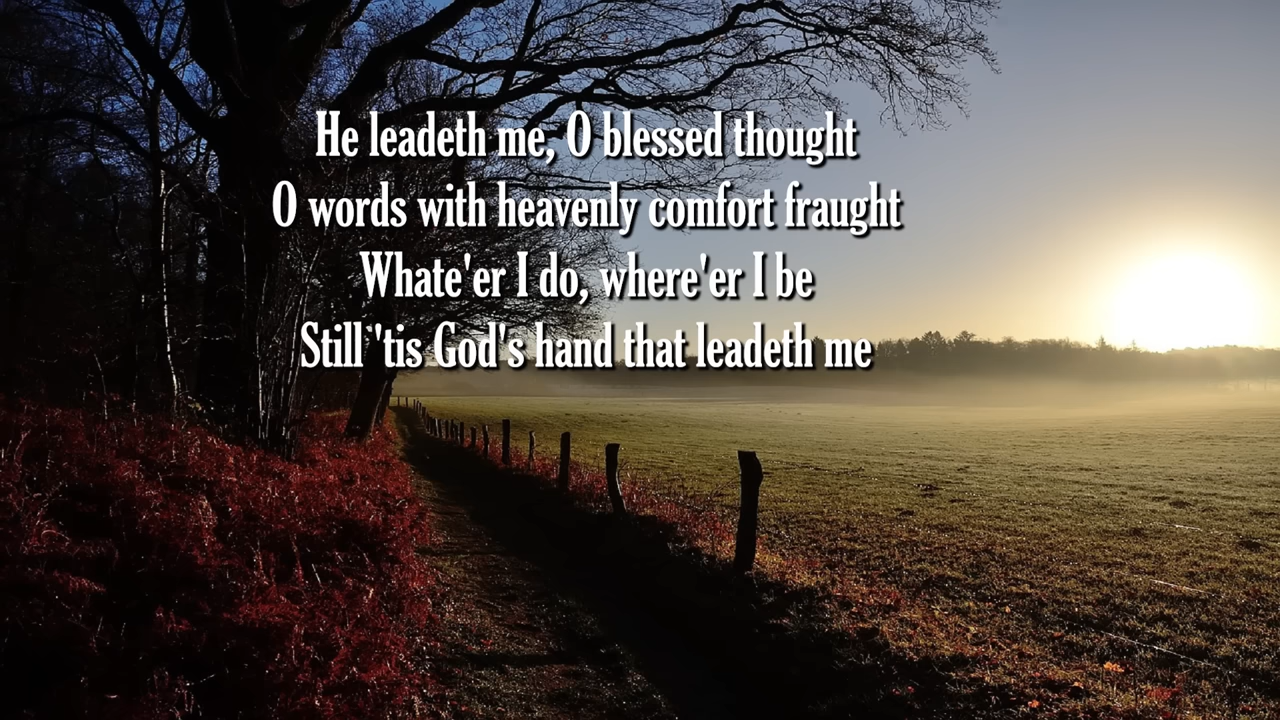 He leadeth me, O blessed thought
O words with heavenly comfort fraught
Whate'er I do, where'er I be
Still 'tis God's hand that leadeth me